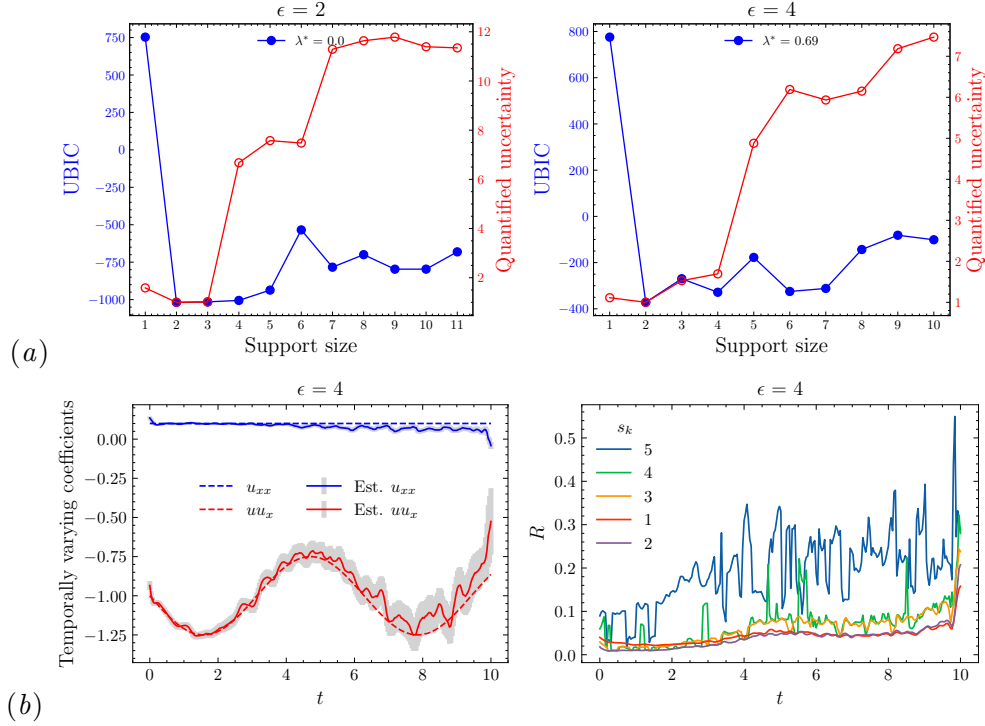 ϵ = 2
750
500
250
0
−250
−500
−750
−1000
UBIC
λ* = 0.0
12
10
8
6
4
2
Quantified uncertainty
1 2 3 4 5 6 7 8 9 10 11
Support size
ϵ = 4
800
600
400
200
0
−200
−400
UBIC
λ* = 0.69
7
6
5
4
3
2
1
Quantified uncertainty
1 2 3 4 5 6 7 8 9 10
Support size
(a)
ϵ = 4
0.00
−0.25
−0.50
−0.75
−1.00
−1.25
Temporally varying coefficients
u_xx
uu_x
Est. u_xx
Est. uu_x
0 2 4 6 8 10
t
ϵ = 4
0.5
0.4
0.3
0.2
0.1
0.0
R
s_k
5
4
3
1
2
0 2 4 6 8 10
t
(b)